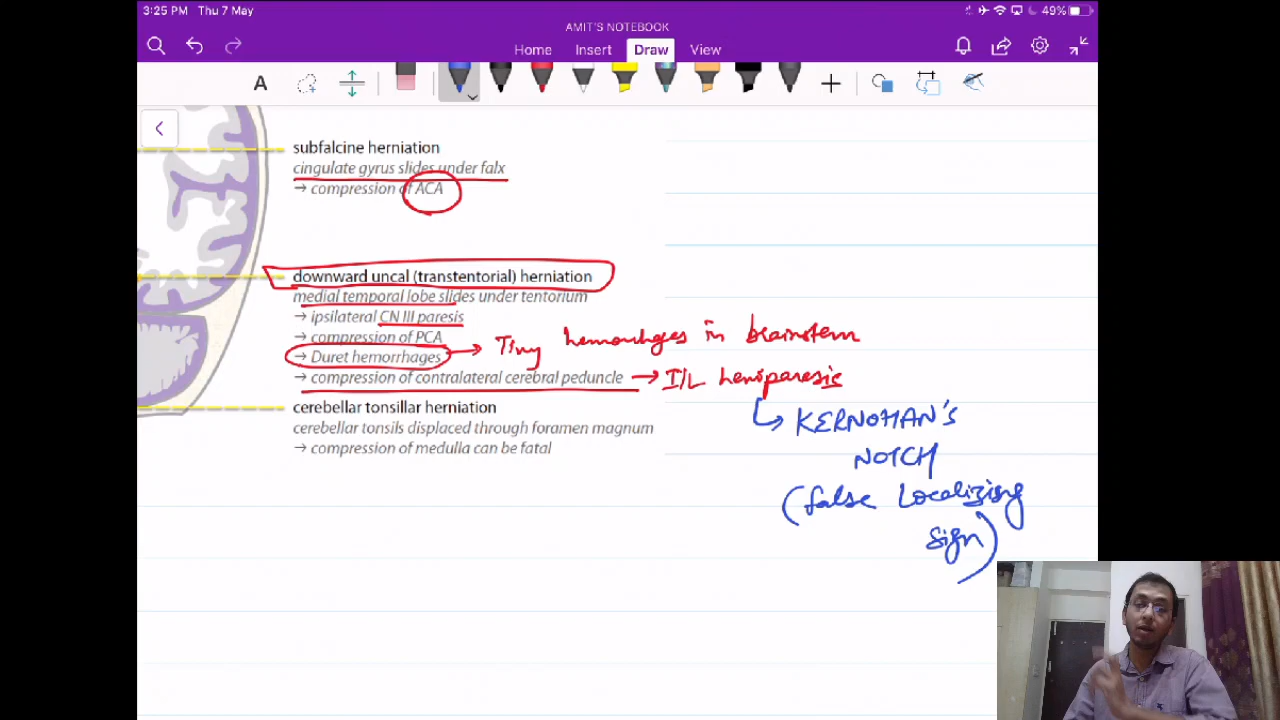 3:25 PM Thu 7 May
49%
AMIT'S NOTEBOOK
Home Insert Draw View
A
subfalcine herniation
cingulate gyrus slides under falx
→ compression of ACA
downward uncal (transtentorial) herniation
medial temporal lobe slides under tentorium
→ ipsilateral CN III paresis
→ compression of PCA
→ Duret hemorrhages → Tiny hemorrhages in brainstem
→ compression of contralateral cerebral peduncle → I/L hemiparesis
↳ KERNOHAN'S
NOTCH
(false Localizing
sign)
cerebellar tonsillar herniation
cerebellar tonsils displaced through foramen magnum
→ compression of medulla can be fatal